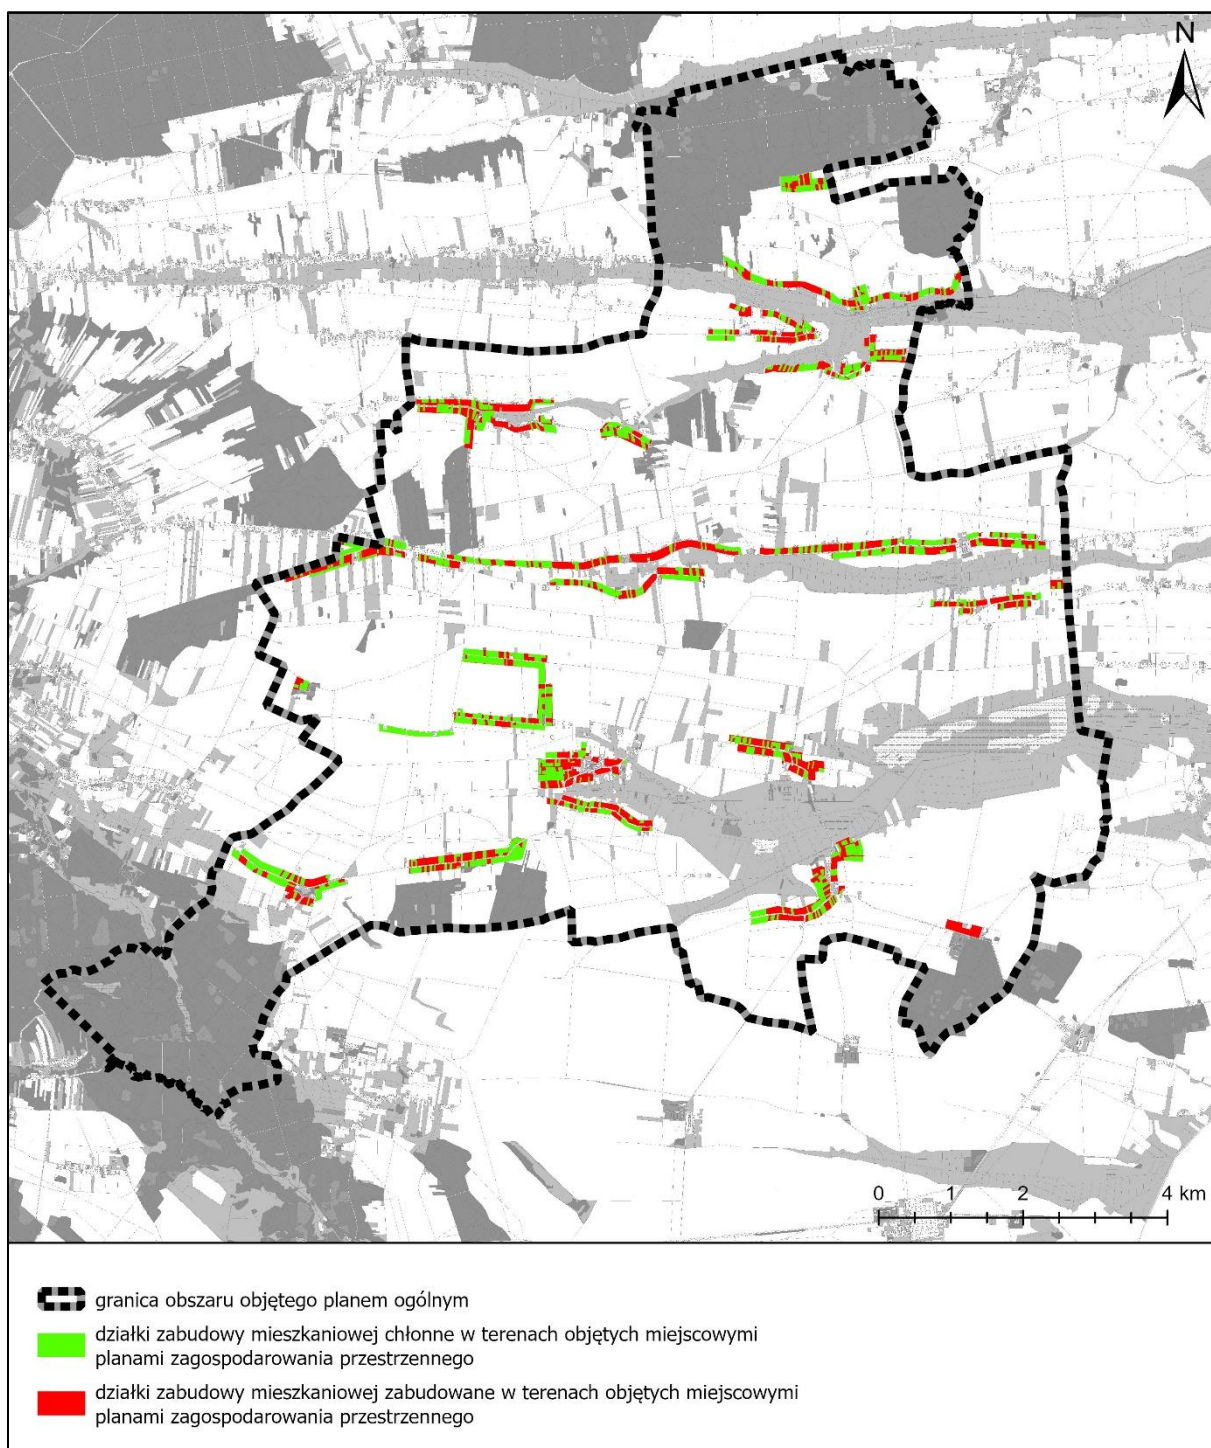 N
0 1 2 4 km
granica obszaru objętego planem ogólnym
działki zabudowy mieszkaniowej chłonne w terenach objętych miejscowymi
planami zagospodarowania przestrzennego
działki zabudowy mieszkaniowej zabudowane w terenach objętych miejscowymi
planami zagospodarowania przestrzennego